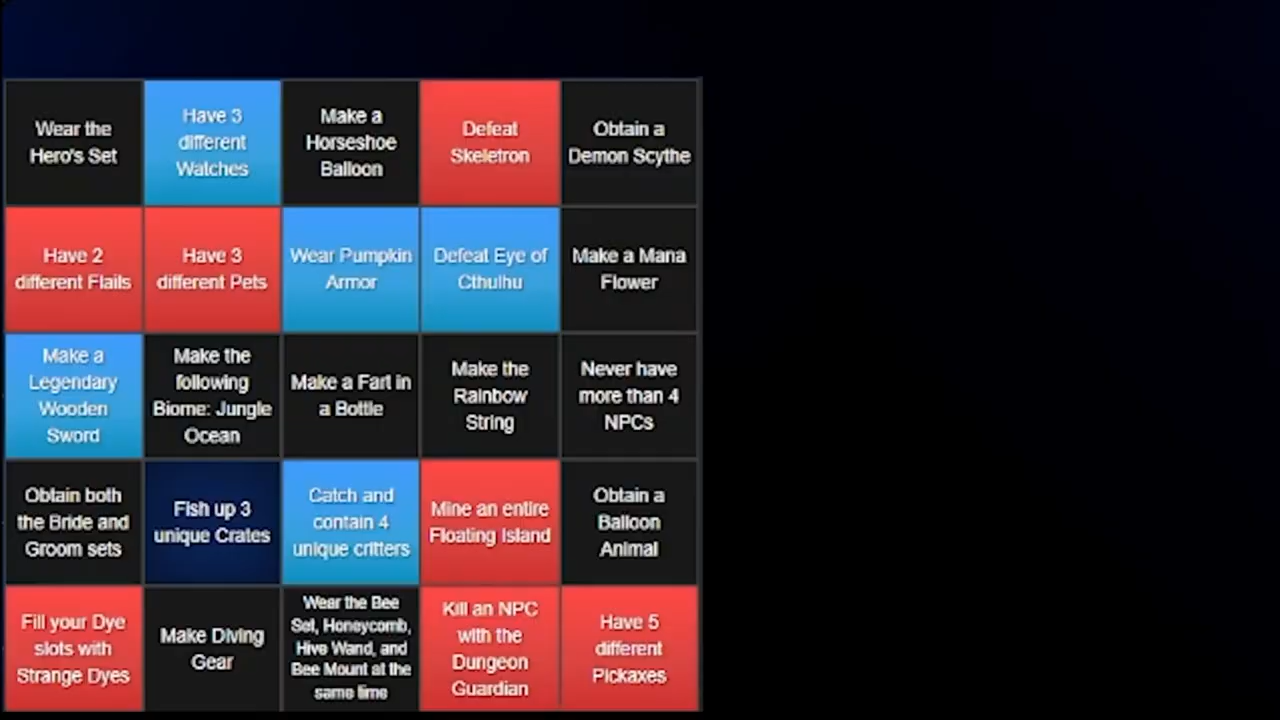 Wear the
Hero's Set
Have 3
different
Watches
Make a
Horseshoe
Balloon
Defeat
Skeletron
Obtain a
Demon Scythe
Have 2
different Flails
Have 3
different Pets
Wear Pumpkin
Armor
Defeat Eye of
Cthulhu
Make a Mana
Flower
Make a
Legendary
Wooden
Sword
Make the
following
Biome: Jungle
Ocean
Make a Fart in
a Bottle
Make the
Rainbow
String
Never have
more than 4
NPCs
Obtain both
the Bride and
Groom sets
Fish up 3
unique Crates
Catch and
contain 4
unique critters
Mine an entire
Floating Island
Obtain a
Balloon
Animal
Fill your Dye
slots with
Strange Dyes
Make Diving
Gear
Wear the Bee
Set, Honeycomb,
Hive Wand, and
Bee Mount at the
same time
Kill an NPC
with the
Dungeon
Guardian
Have 5
different
Pickaxes